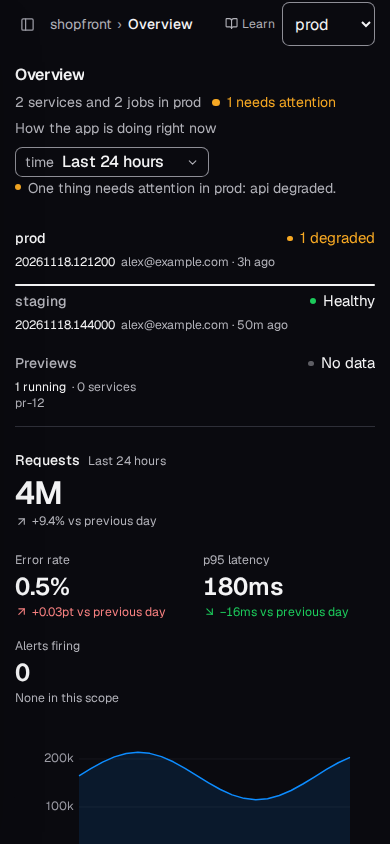 shopfront › Overview Learn prod
Overview
2 services and 2 jobs in prod 1 needs attention
How the app is doing right now
time Last 24 hours
One thing needs attention in prod: api degraded.
prod 1 degraded
20261118.121200 alex@example.com · 3h ago
staging Healthy
20261118.144000 alex@example.com · 50m ago
Previews No data
1 running · 0 services
pr-12
Requests Last 24 hours
4M
↗ +9.4% vs previous day
Error rate p95 latency
0.5% 180ms
↗ +0.03pt vs previous day ↘ −16ms vs previous day
Alerts firing
0
None in this scope
200k
100k